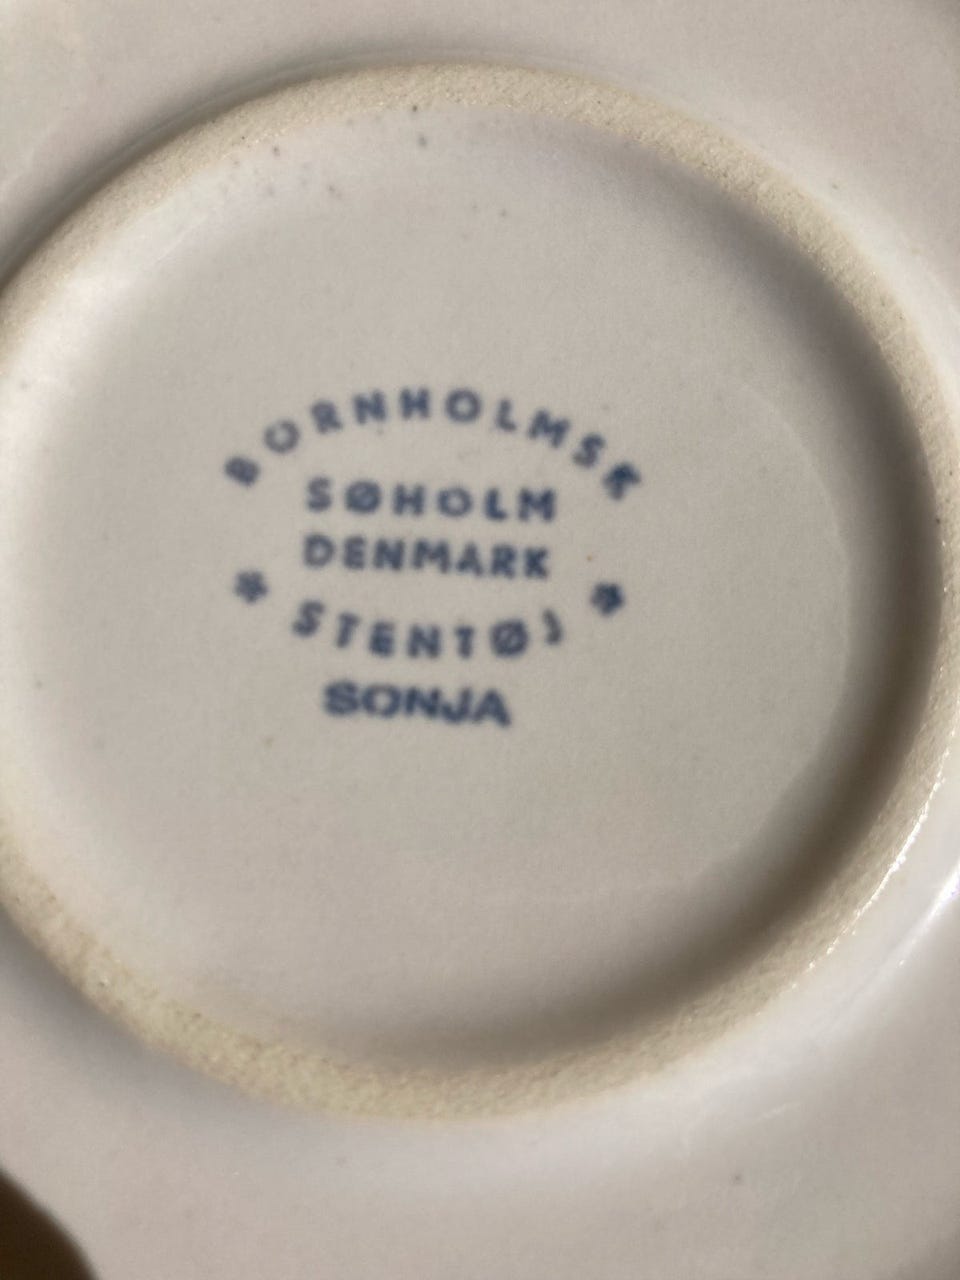 BORNHOLMSK
SØHOLM
DENMARK
* STENTØJ *
SONJA